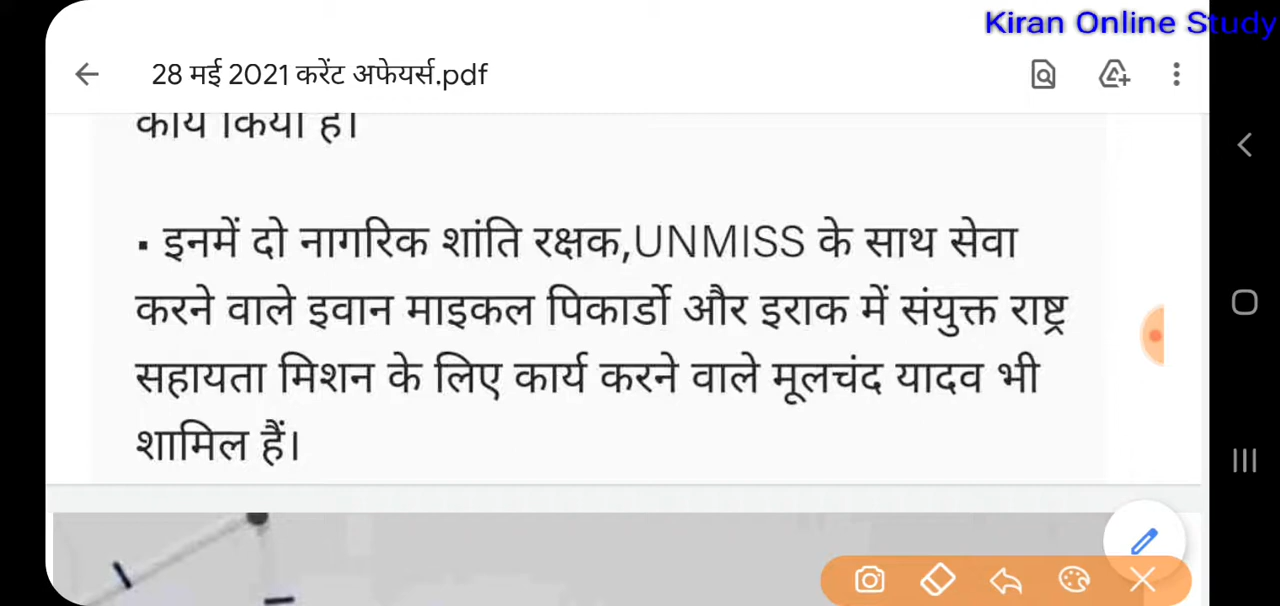 Kiran Online Study
28 मई 2021 करेंट अफेयर्स.pdf
कार्य किया है।
▪ इनमें दो नागरिक शांति रक्षक,UNMISS के साथ सेवा
करने वाले इवान माइकल पिकार्डो और इराक में संयुक्त राष्ट्र
सहायता मिशन के लिए कार्य करने वाले मूलचंद यादव भी
शामिल हैं।